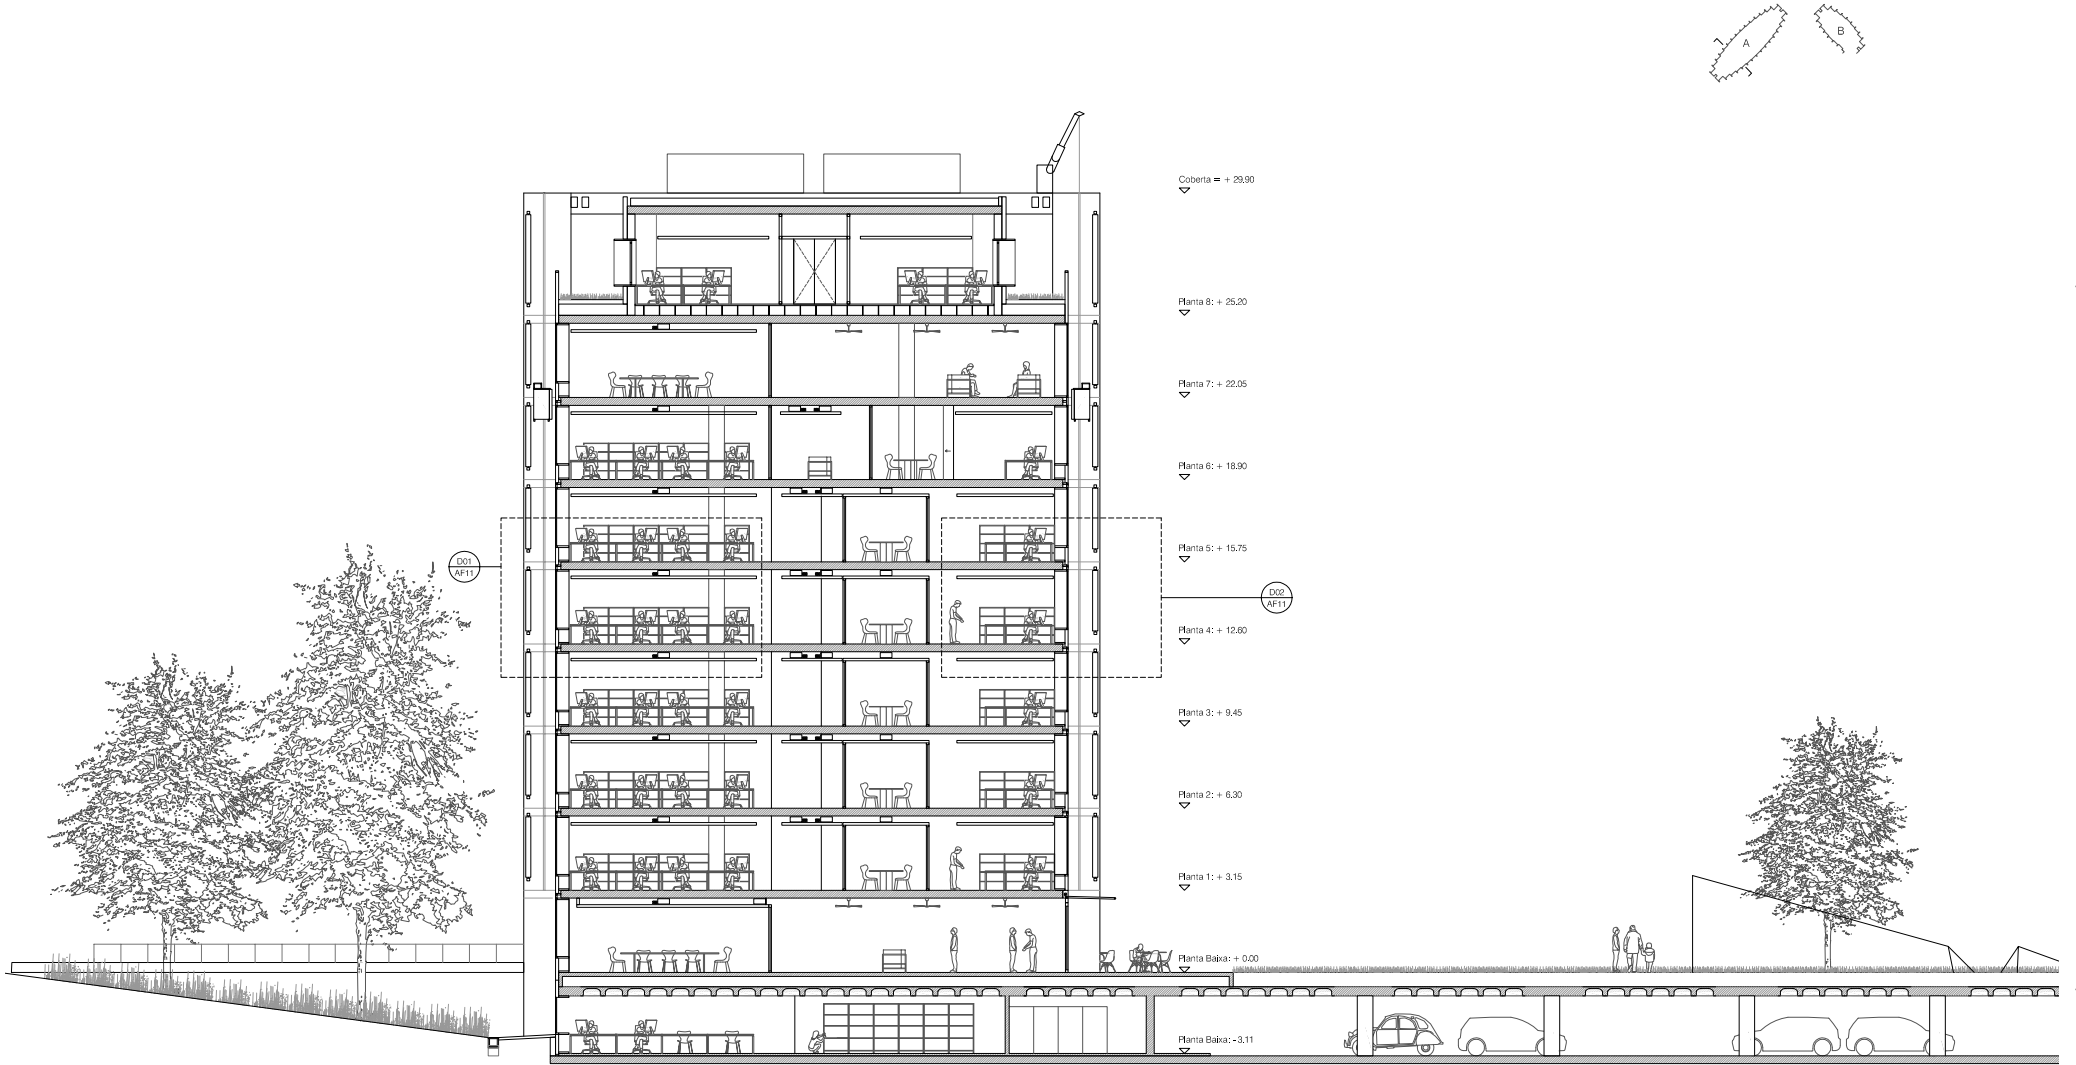 A
B
Coberta = + 29.90
Planta 8: + 25.20
Planta 7: + 22.05
Planta 6: + 18.90
Planta 5: + 15.75
D01
AF11
D02
AF11
Planta 4: + 12.60
Planta 3: + 9.45
Planta 2: + 6.30
Planta 1: + 3.15
Planta Baixa: + 0.00
Planta Baixa: - 3.11